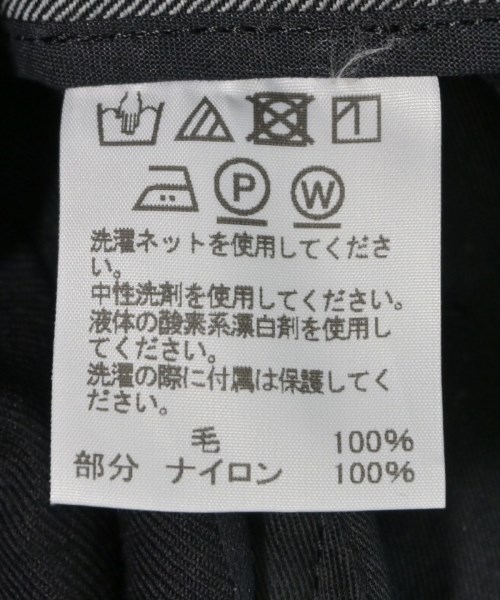 P W
洗濯ネットを使用してくださ
い。
中性洗剤を使用してください。
液体の酸素系漂白剤を使用し
てください。
洗濯の際に付属は保護してく
ださい。
毛 100%
部分 ナイロン 100%